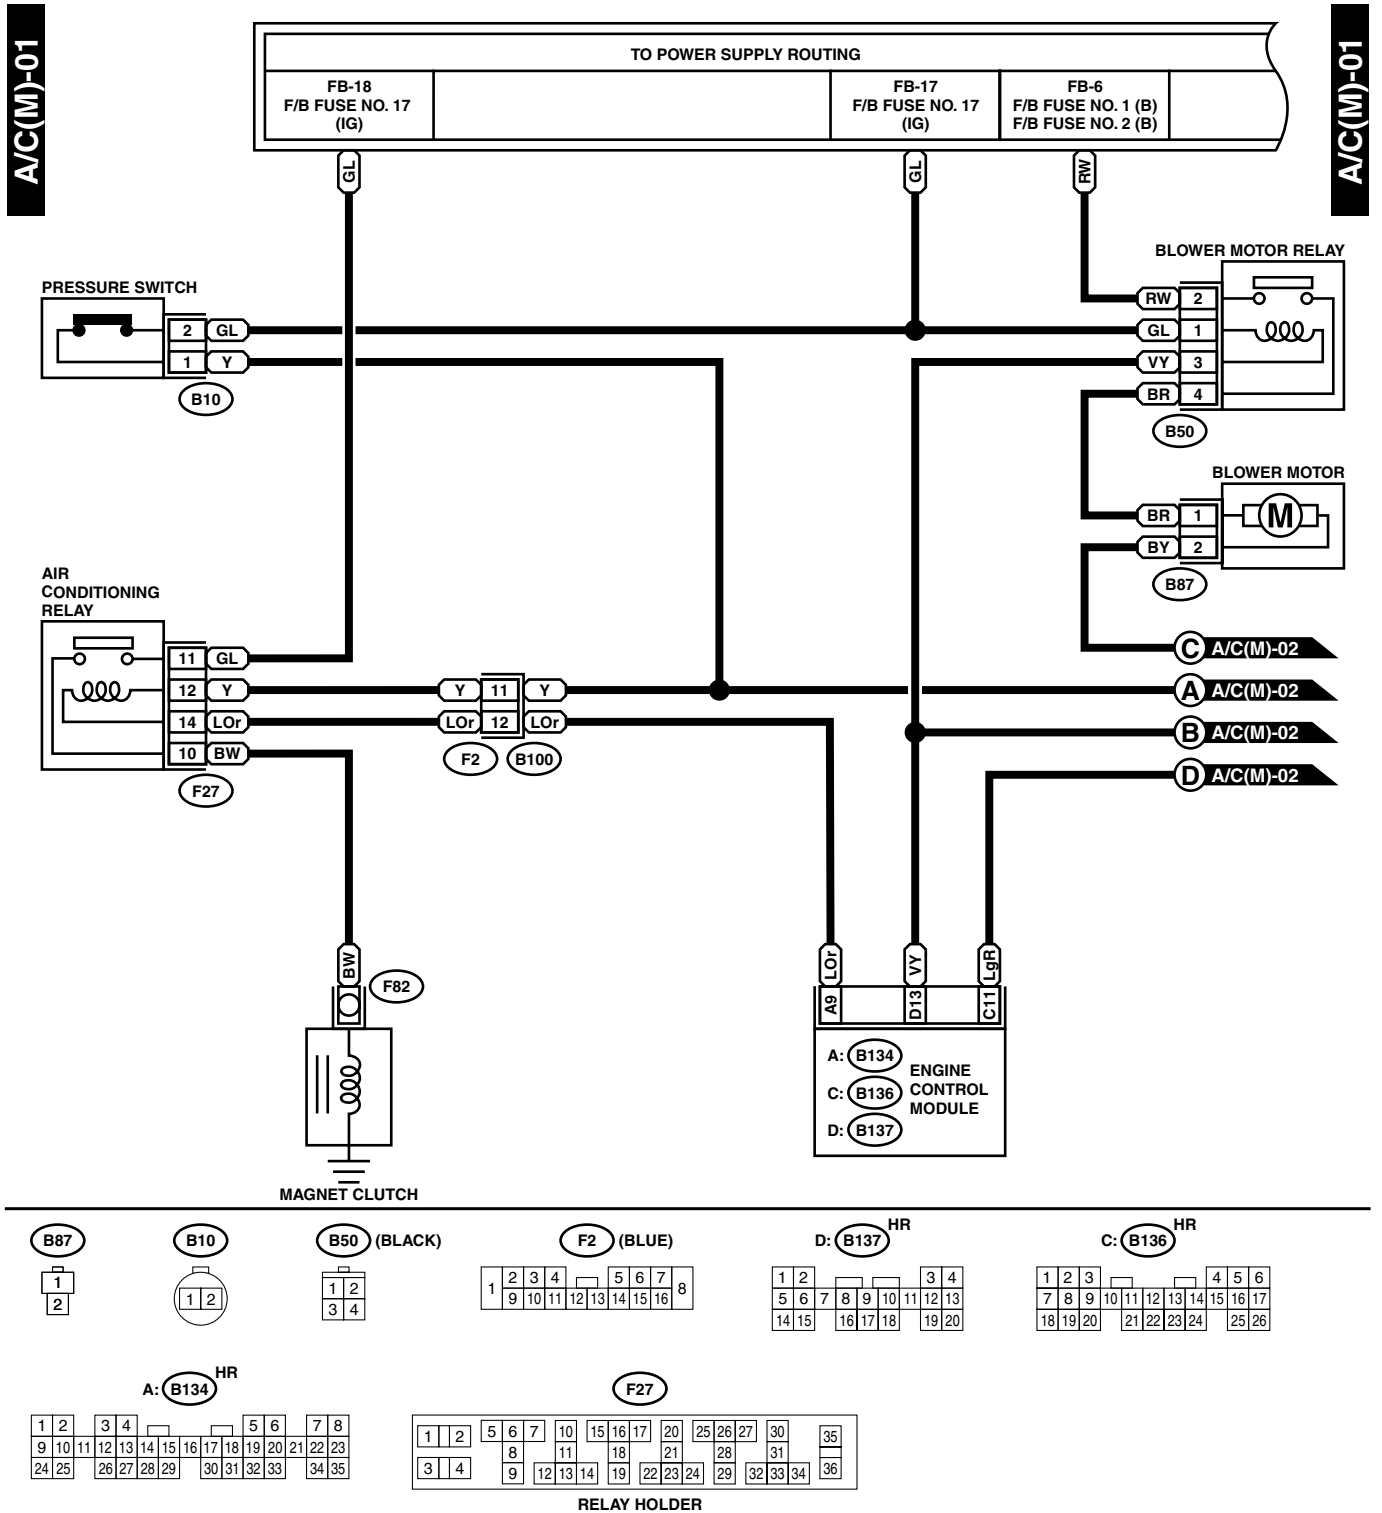 A/C(M)-01
A/C(M)-01
TO POWER SUPPLY ROUTING
FB-18
F/B FUSE NO. 17
(IG)
FB-17
F/B FUSE NO. 17
(IG)
FB-6
F/B FUSE NO. 1 (B)
F/B FUSE NO. 2 (B)
GL
GL
RW
BLOWER MOTOR RELAY
RW 2
GL 1
VY 3
BR 4
B50
PRESSURE SWITCH
2 GL
1 Y
B10
BLOWER MOTOR
M
BR 1
BY 2
B87
AIR
CONDITIONING
RELAY
11 GL
12 Y
14 LOr
10 BW
F27
Y 11 Y
LOr 12 LOr
F2 B100
C A/C(M)-02
A A/C(M)-02
B A/C(M)-02
D A/C(M)-02
BW
F82
MAGNET CLUTCH
LOr VY LgR
A9 D13 C11
A: B134
C: B136
D: B137
ENGINE
CONTROL
MODULE
B87
1
2
B10
1 2
B50 (BLACK)
1 2
3 4
F2 (BLUE)
1 2 3 4 5 6 7 8
9 10 11 12 13 14 15 16
D: B137 HR
1 2 3 4
5 6 7 8 9 10 11 12 13
14 15 16 17 18 19 20
C: B136 HR
1 2 3 4 5 6
7 8 9 10 11 12 13 14 15 16 17
18 19 20 21 22 23 24 25 26
A: B134 HR
1 2 3 4 5 6 7 8
9 10 11 12 13 14 15 16 17 18 19 20 21 22 23
24 25 26 27 28 29 30 31 32 33 34 35
F27
1 2 5 6 7 10 15 16 17 20 25 26 27 30 35
8 11 18 21 28 31
3 4 9 12 13 14 19 22 23 24 29 32 33 34 36
RELAY HOLDER